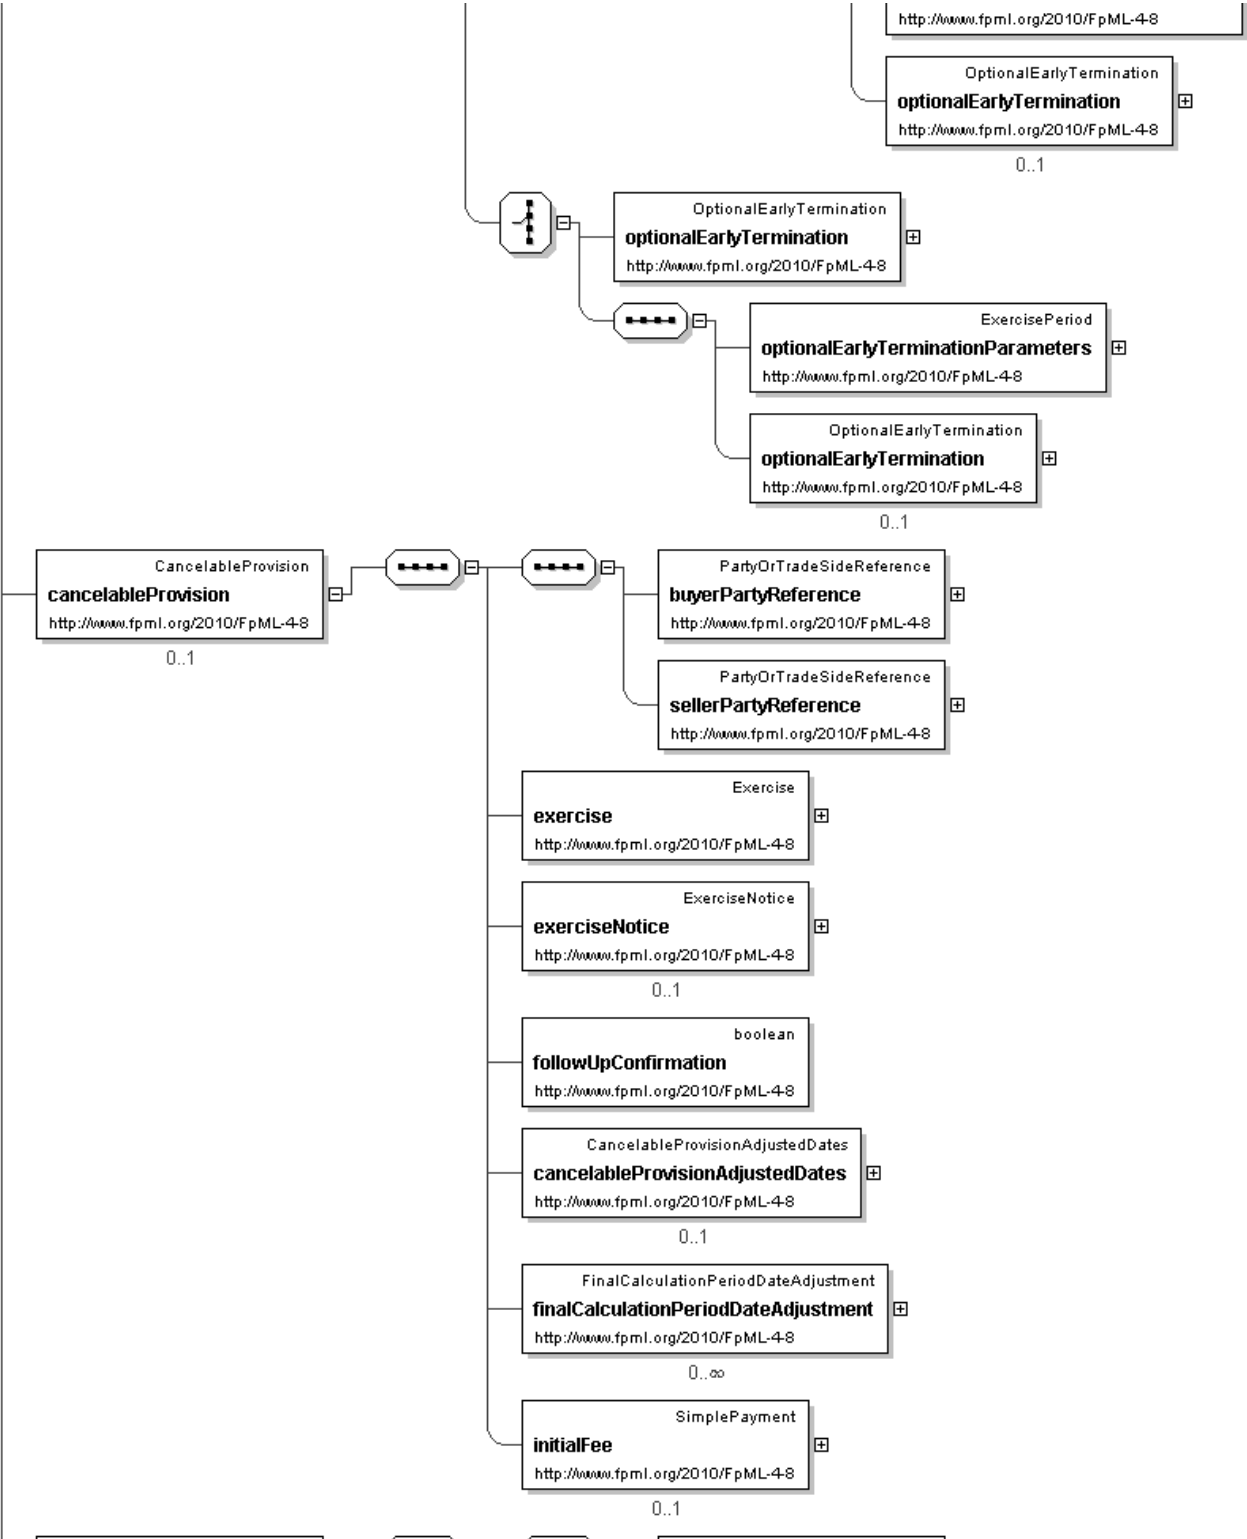 http://www.fpml.org/2010/FpML-4-8
OptionalEarlyTermination
optionalEarlyTermination
http://www.fpml.org/2010/FpML-4-8
0..1
OptionalEarlyTermination
optionalEarlyTermination
http://www.fpml.org/2010/FpML-4-8
ExercisePeriod
optionalEarlyTerminationParameters
http://www.fpml.org/2010/FpML-4-8
OptionalEarlyTermination
optionalEarlyTermination
http://www.fpml.org/2010/FpML-4-8
0..1
CancelableProvision
cancelableProvision
http://www.fpml.org/2010/FpML-4-8
0..1
PartyOrTradeSideReference
buyerPartyReference
http://www.fpml.org/2010/FpML-4-8
PartyOrTradeSideReference
sellerPartyReference
http://www.fpml.org/2010/FpML-4-8
Exercise
exercise
http://www.fpml.org/2010/FpML-4-8
ExerciseNotice
exerciseNotice
http://www.fpml.org/2010/FpML-4-8
0..1
boolean
followUpConfirmation
http://www.fpml.org/2010/FpML-4-8
CancelableProvisionAdjustedDates
cancelableProvisionAdjustedDates
http://www.fpml.org/2010/FpML-4-8
0..1
FinalCalculationPeriodDateAdjustment
finalCalculationPeriodDateAdjustment
http://www.fpml.org/2010/FpML-4-8
0..∞
SimplePayment
initialFee
http://www.fpml.org/2010/FpML-4-8
0..1